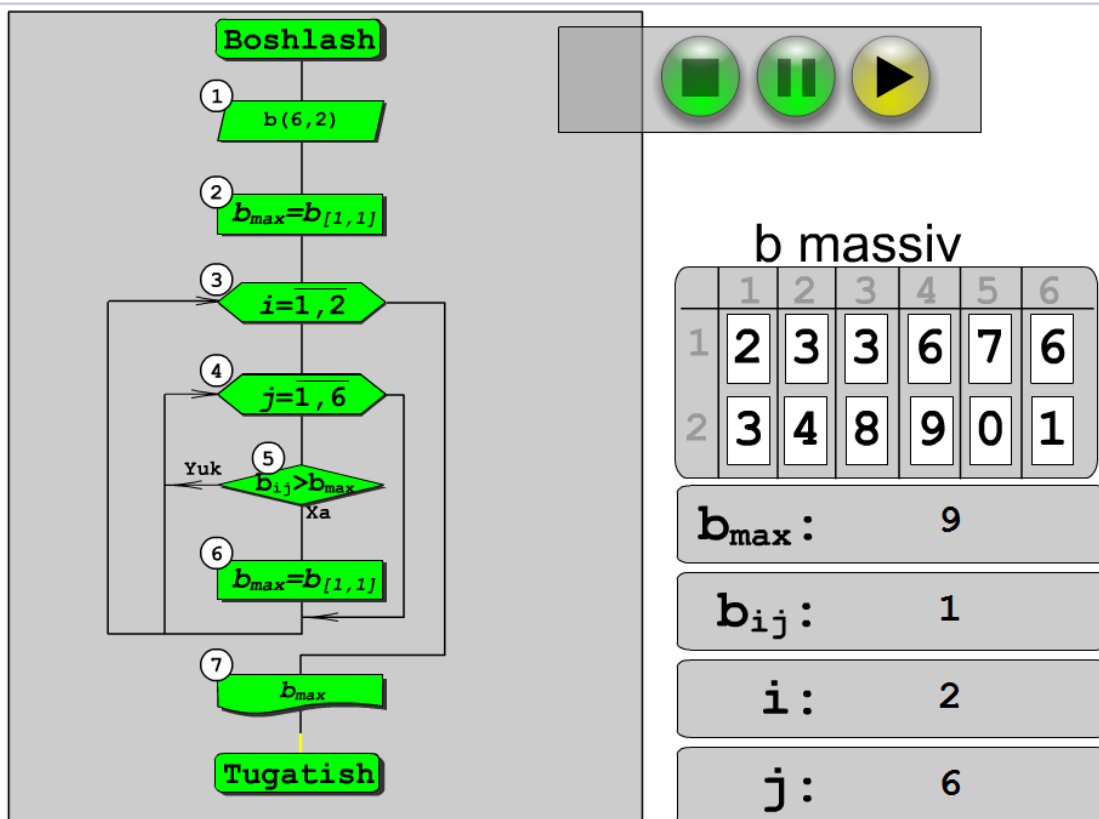 Boshlash
1
b(6,2)
2
bmax=b[1,1]
3
i=1,2
4
j=1,6
5
Yuk
bij>bmax
Xa
6
bmax=b[1,1]
7
bmax
Tugatish
b massiv
1 2 3 4 5 6
1 2 3 3 6 7 6
2 3 4 8 9 0 1
bmax: 9
bij: 1
i: 2
j: 6